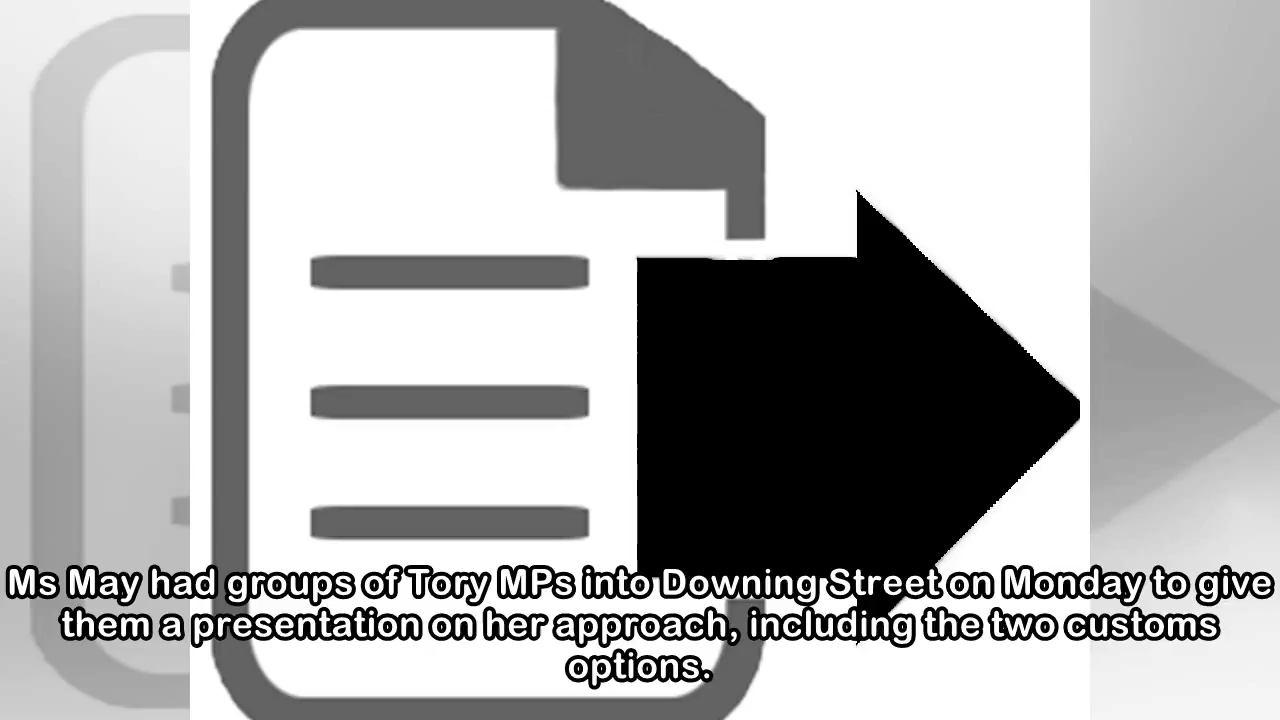 Ms May had groups of Tory MPs into Downing Street on Monday to give
them a presentation on her approach, including the two customs
options.